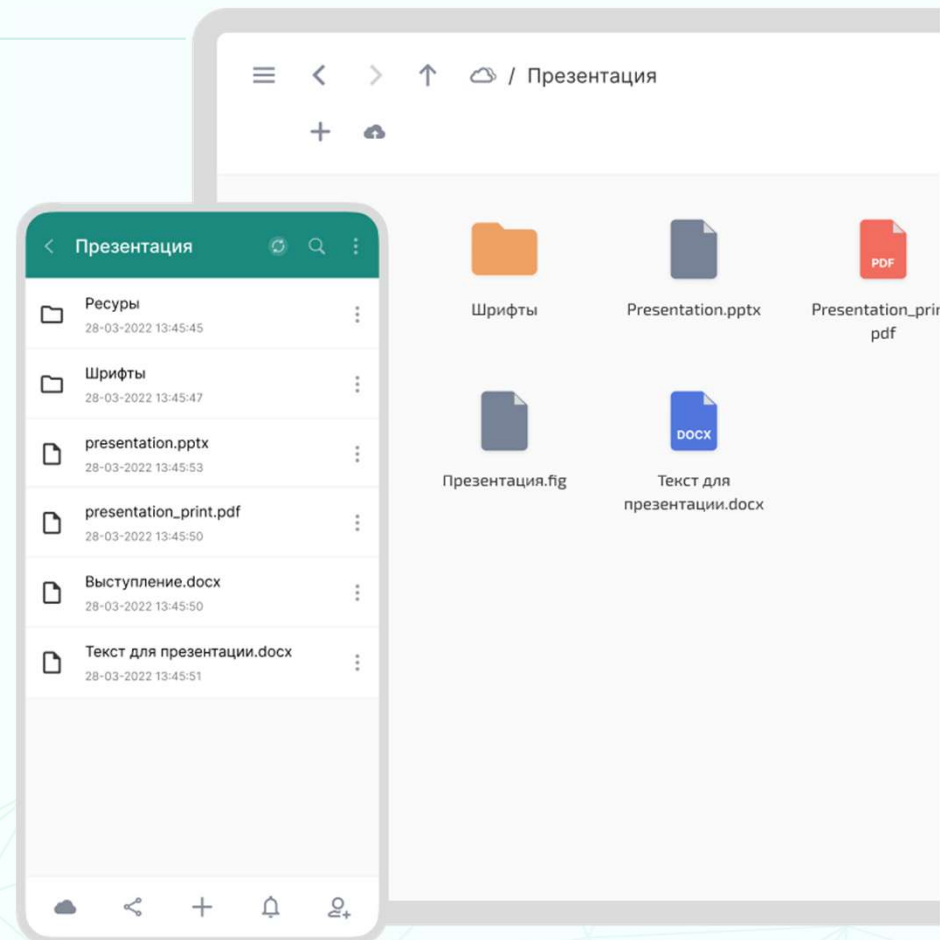 / Презентация
Шрифты
Presentation.pptx
PDF
Presentation_prin
pdf
Презентация.fig
DOCX
Текст для
презентации.docx
Презентация
Ресуры
28-03-2022 13:45:45
Шрифты
28-03-2022 13:45:47
presentation.pptx
28-03-2022 13:45:53
presentation_print.pdf
28-03-2022 13:45:50
Выступление.docx
28-03-2022 13:45:50
Текст для презентации.docx
28-03-2022 13:45:51